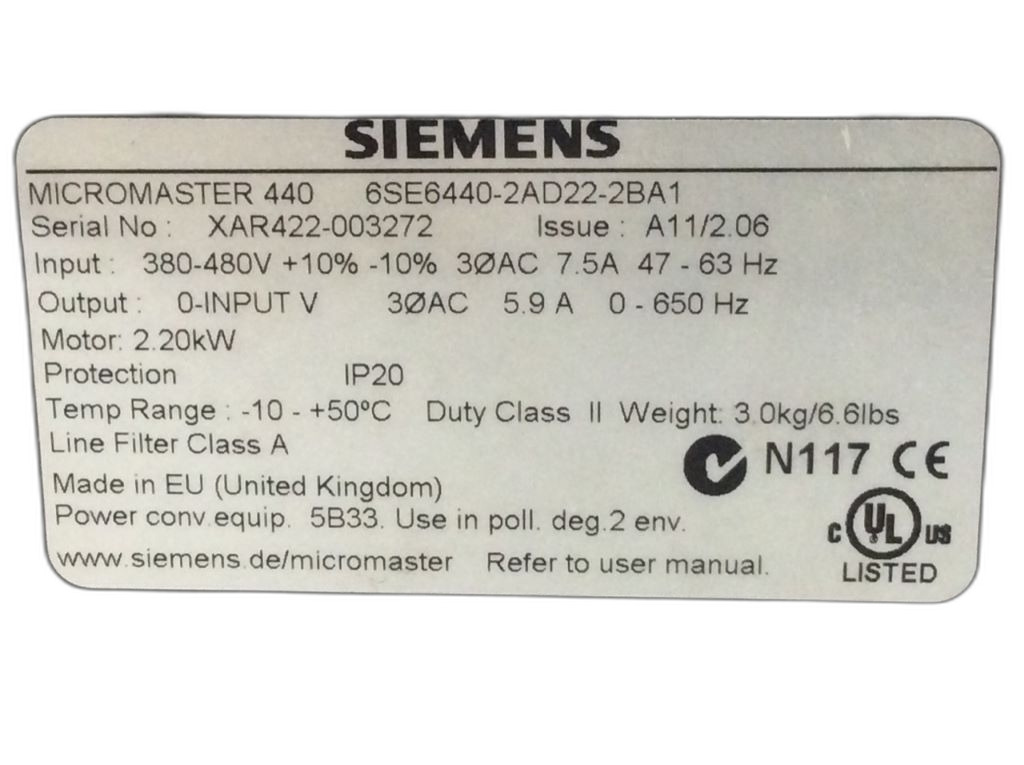 SIEMENS
MICROMASTER 440 6SE6440-2AD22-2BA1
Serial No : XAR422-003272 Issue : A11/2.06
Input : 380-480V +10% -10% 3ØAC 7.5A 47 - 63 Hz
Output : 0-INPUT V 3ØAC 5.9 A 0 - 650 Hz
Motor: 2.20kW
Protection IP20
Temp Range : -10 - +50ºC Duty Class II Weight: 3.0kg/6.6lbs
Line Filter Class A
N117 CE
Made in EU (United Kingdom)
Power conv.equip. 5B33. Use in poll. deg.2 env.
c UL ® US
www.siemens.de/micromaster Refer to user manual.
LISTED